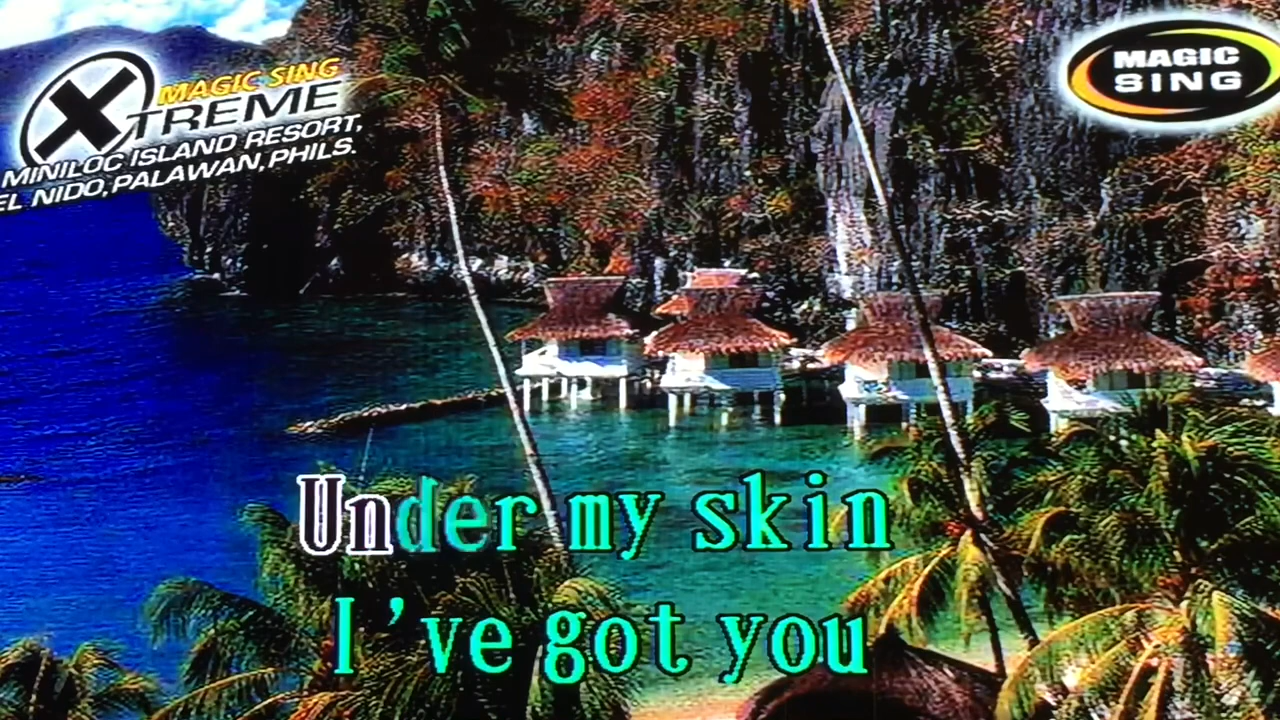 MAGIC SING
XTREME
MINILOC ISLAND RESORT,
EL NIDO, PALAWAN, PHILS.
MAGIC
SING
Under my skin
I've got you